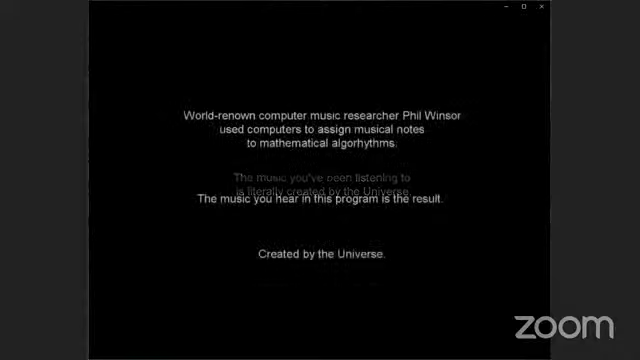 World-renown computer music researcher Phil Winsor
used computers to assign musical notes
to mathematical algorhythms.
The music you've been listening to
is literally created by the Universe.
The music you hear in this program is the result.
Created by the Universe.
zoom